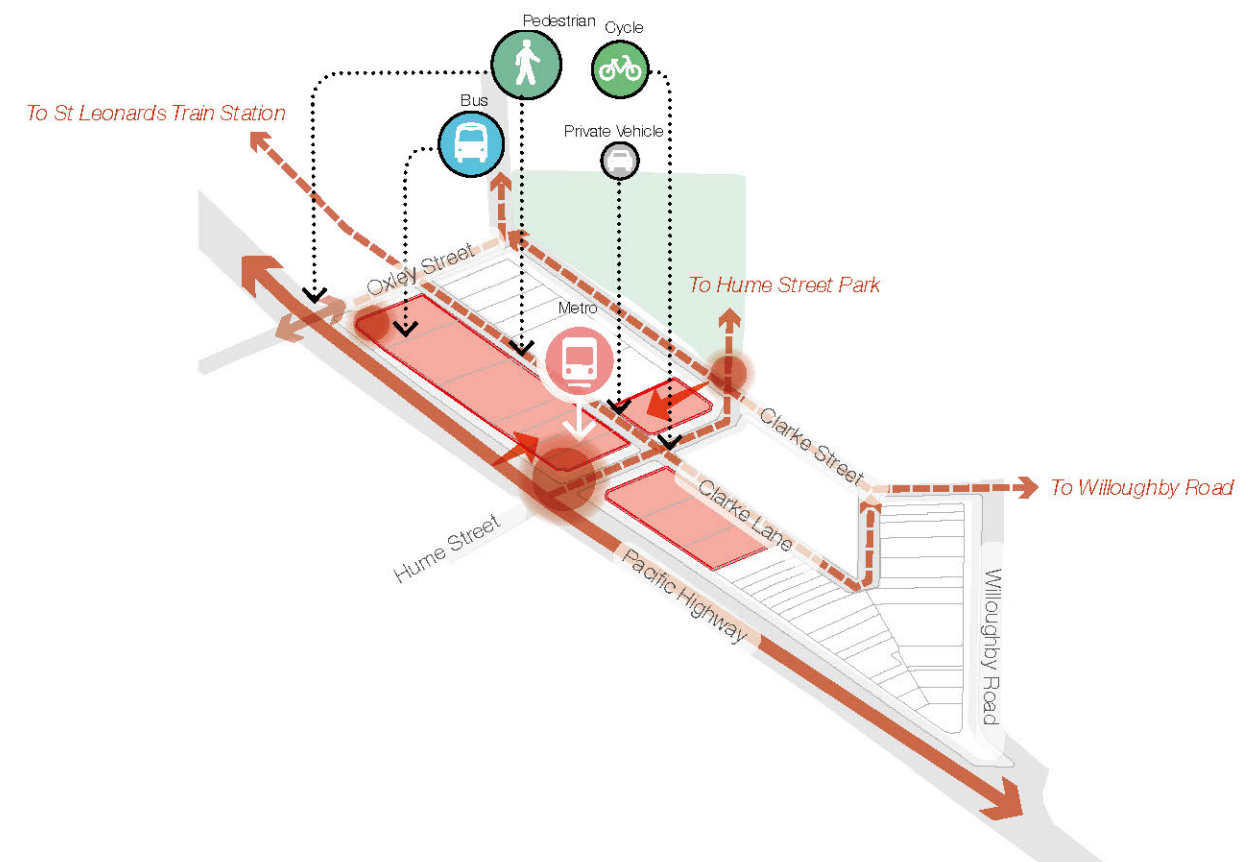 Pedestrian
Cycle
Bus
Private Vehicle
To St Leonards Train Station
Oxley Street
To Hume Street Park
Metro
Clarke Street
To Willoughby Road
Clarke Lane
Hume Street
Pacific Highway
Willoughby Road